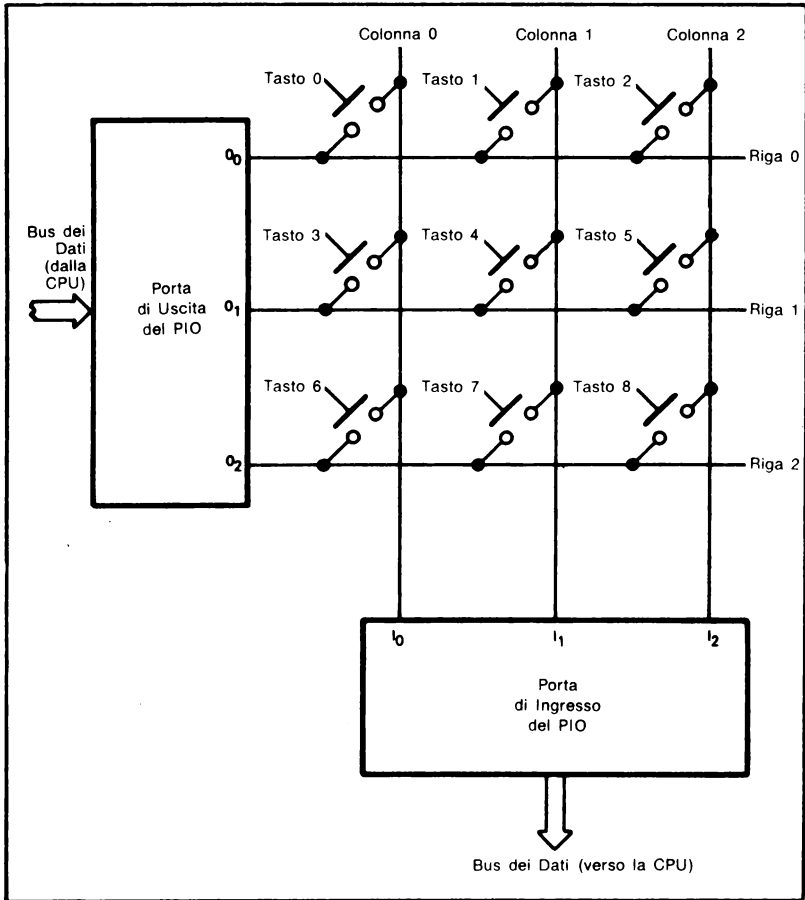 Colonna 0 Colonna 1 Colonna 2
Tasto 0 Tasto 1 Tasto 2
O0 Riga 0
Bus dei
Dati
(dalla
CPU)
Tasto 3 Tasto 4 Tasto 5
Porta
di Uscita
del PIO
O1 Riga 1
Tasto 6 Tasto 7 Tasto 8
O2 Riga 2
I0 I1 I2
Porta
di Ingresso
del PIO
Bus dei Dati (verso la CPU)